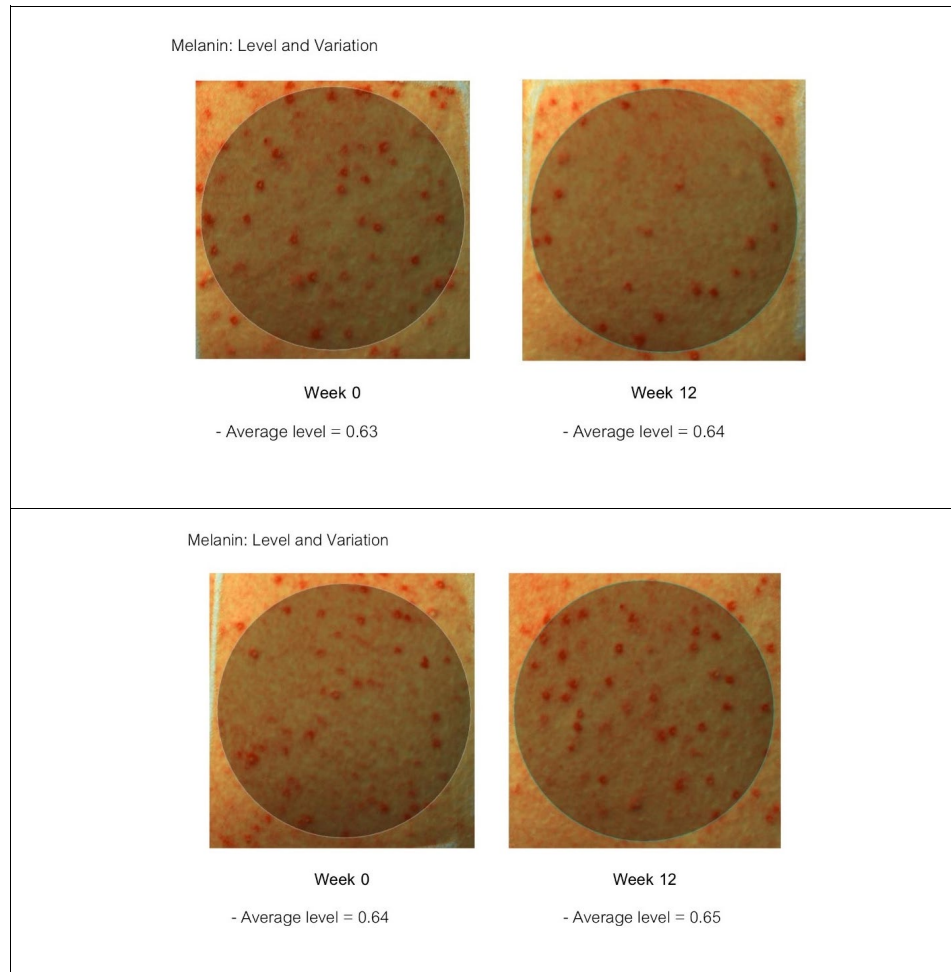 Melanin: Level and Variation
Week 0
Week 12
- Average level = 0.63
- Average level = 0.64
Melanin: Level and Variation
Week 0
Week 12
- Average level = 0.64
- Average level = 0.65